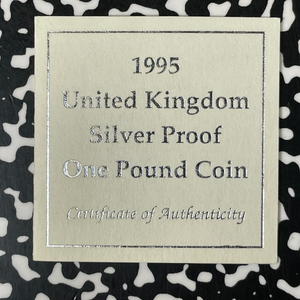 1995
United Kingdom
Silver Proof
One Pound Coin
Certificate of Authenticity